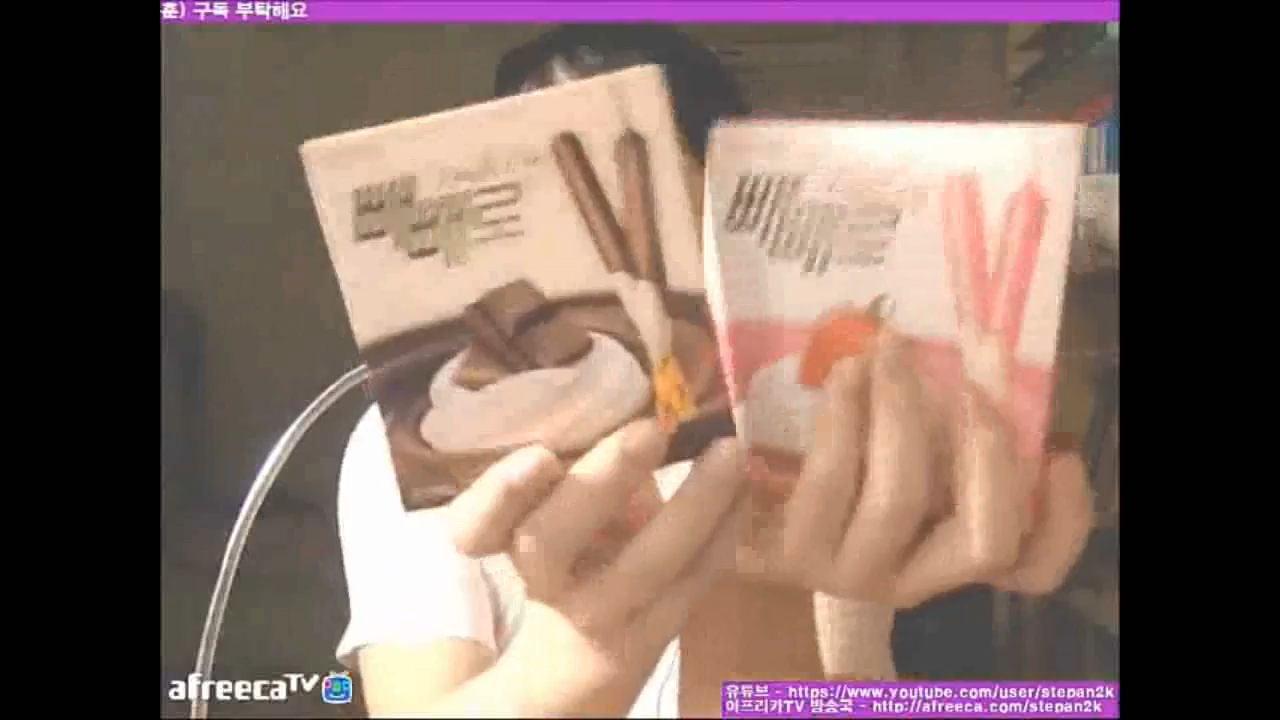 훈) 구독 부탁해요
빼빼로
빼빼로
afreecaTV
유튜브 - https://www.youtube.com/user/stepan2k
아프리카TV 방송국 - http://afreeca.com/stepan2k